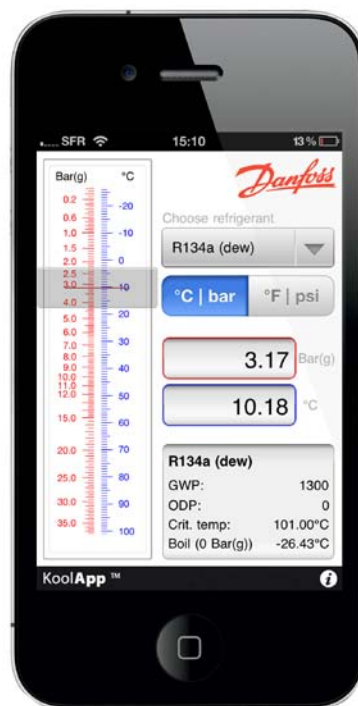 SFR 15:10 13%
Bar(g) °C
Danfoss
0.2
-20
0.6
1.0
-10
1.5
2.0 0
2.5
3.0 10
4.0
20
5.0
6.0
30
7.0
8.0
9.0
40
10.0
11.0
12.0
50
15.0
60
20.0
70
25.0
80
30.0
90
35.0
100
Choose refrigerant
R134a (dew)
°C | bar °F | psi
3.17 Bar(g)
10.18 °C
R134a (dew)
GWP: 1300
ODP: 0
Crit. temp: 101.00°C
Boil (0 Bar(g)) -26.43°C
KoolApp ™ i